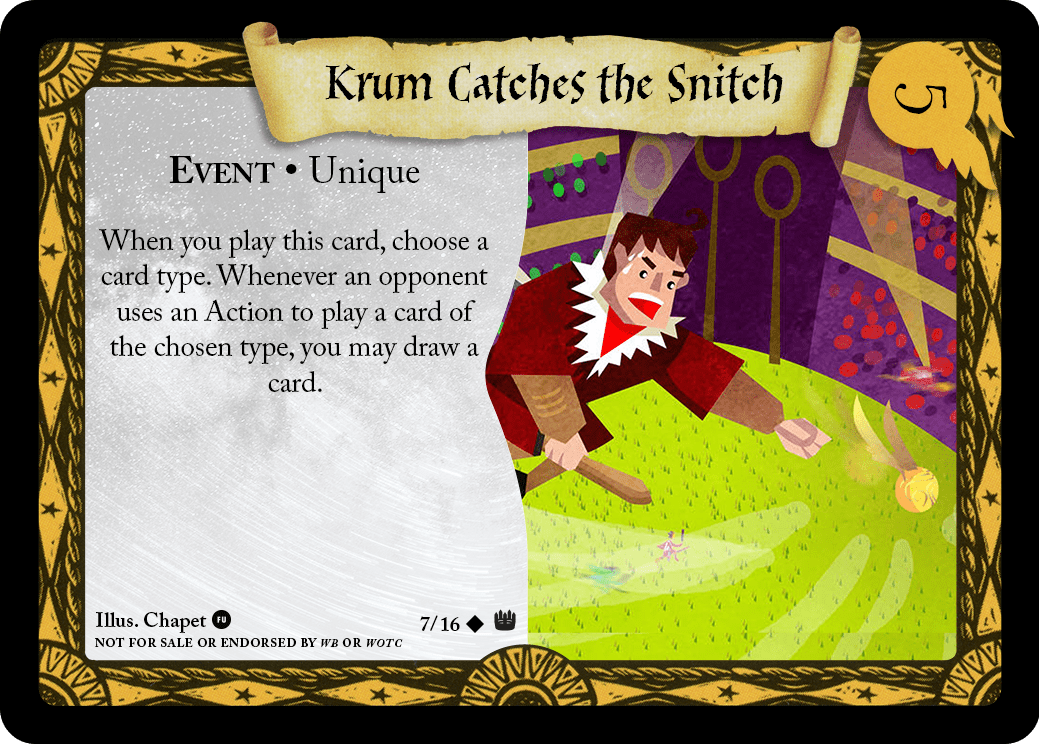 Krum Catches the Snitch
5
Event • Unique
When you play this card, choose a
card type. Whenever an opponent
uses an Action to play a card of
the chosen type, you may draw a
card.
Illus. Chapet FU
7/16
NOT FOR SALE OR ENDORSED BY WB OR WOTC